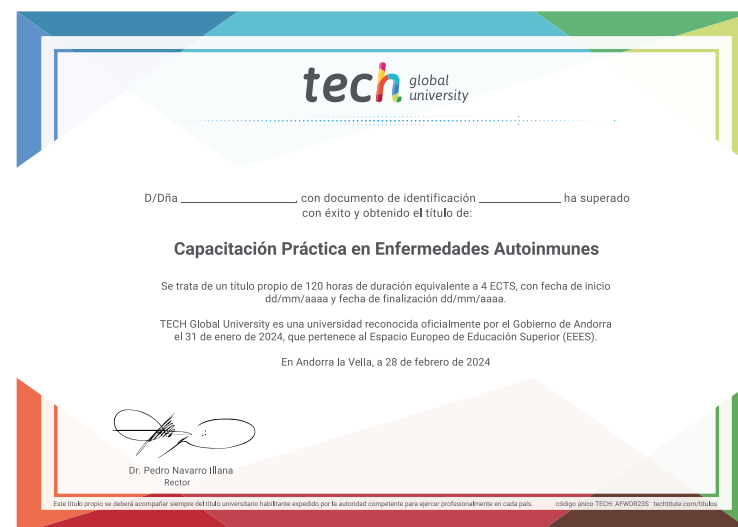 tech global university
D/Dña ____________________, con documento de identificación ______________ ha superado
con éxito y obtenido el título de:
Capacitación Práctica en Enfermedades Autoinmunes
Se trata de un título propio de 120 horas de duración equivalente a 4 ECTS, con fecha de inicio
dd/mm/aaaa y fecha de finalización dd/mm/aaaa.
TECH Global University es una universidad reconocida oficialmente por el Gobierno de Andorra
el 31 de enero de 2024, que pertenece al Espacio Europeo de Educación Superior (EEES).
En Andorra la Vella, a 28 de febrero de 2024
Dr. Pedro Navarro Illana
Rector
Este título propio se deberá acompañar siempre del título universitario habilitante expedido por la autoridad competente para ejercer profesionalmente en cada país. código único TECH: AFWOR23S techtitute.com/titulos